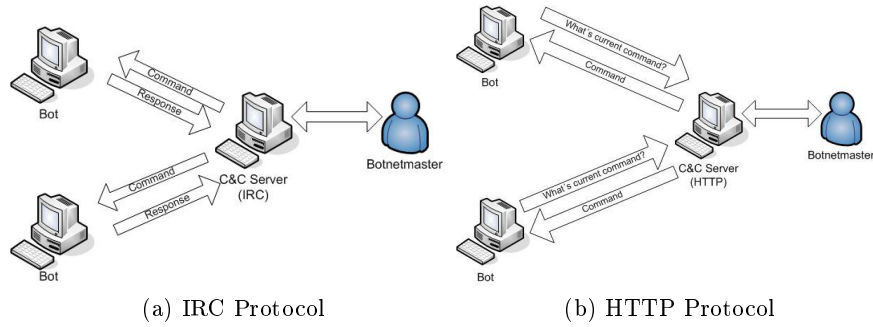 Command
Response
Bot
C&C Server
(IRC)
Botnetmaster
Command
Response
Bot
(a) IRC Protocol
What's current command?
Command
Bot
C&C Server
(HTTP)
Botnetmaster
What's current command?
Command
Bot
(b) HTTP Protocol